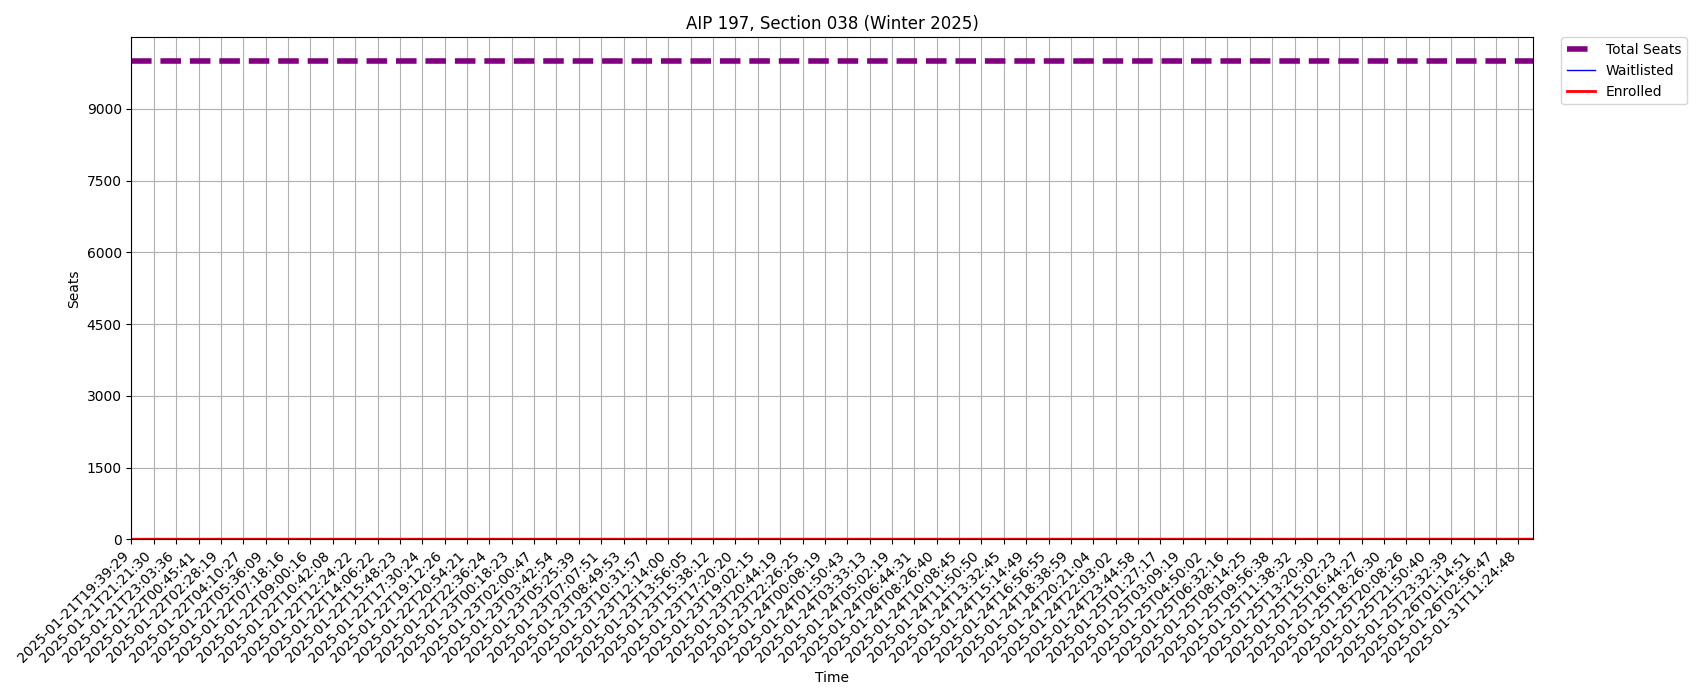 AIP 197, Section 038 (Winter 2025)
Total Seats
Waitlisted
Enrolled
9000
7500
6000
4500
3000
1500
0
Seats
2025-01-21T19:39:29
2025-01-21T21:21:30
2025-01-21T23:03:36
2025-01-22T00:45:41
2025-01-22T02:28:19
2025-01-22T04:10:27
2025-01-22T05:36:09
2025-01-22T07:18:16
2025-01-22T09:00:16
2025-01-22T10:42:08
2025-01-22T12:24:22
2025-01-22T14:06:22
2025-01-22T15:48:23
2025-01-22T17:30:24
2025-01-22T19:12:26
2025-01-22T20:54:21
2025-01-22T22:36:24
2025-01-23T00:18:23
2025-01-23T02:00:47
2025-01-23T03:42:54
2025-01-23T05:25:39
2025-01-23T07:07:51
2025-01-23T08:49:53
2025-01-23T10:31:57
2025-01-23T12:14:00
2025-01-23T13:56:05
2025-01-23T15:38:12
2025-01-23T17:20:20
2025-01-23T19:02:15
2025-01-23T20:44:19
2025-01-23T22:26:25
2025-01-24T00:08:19
2025-01-24T01:50:43
2025-01-24T03:33:13
2025-01-24T05:02:19
2025-01-24T06:44:31
2025-01-24T08:26:40
2025-01-24T10:08:45
2025-01-24T11:50:50
2025-01-24T13:32:45
2025-01-24T15:14:49
2025-01-24T16:56:55
2025-01-24T18:38:59
2025-01-24T20:21:04
2025-01-24T22:03:02
2025-01-24T23:44:58
2025-01-25T01:27:17
2025-01-25T03:09:19
2025-01-25T04:50:02
2025-01-25T06:32:16
2025-01-25T08:14:25
2025-01-25T09:56:38
2025-01-25T11:38:32
2025-01-25T13:20:30
2025-01-25T15:02:23
2025-01-25T16:44:27
2025-01-25T18:26:30
2025-01-25T20:08:26
2025-01-25T21:50:40
2025-01-25T23:32:39
2025-01-26T01:14:51
2025-01-26T02:56:47
2025-01-31T11:24:48
Time